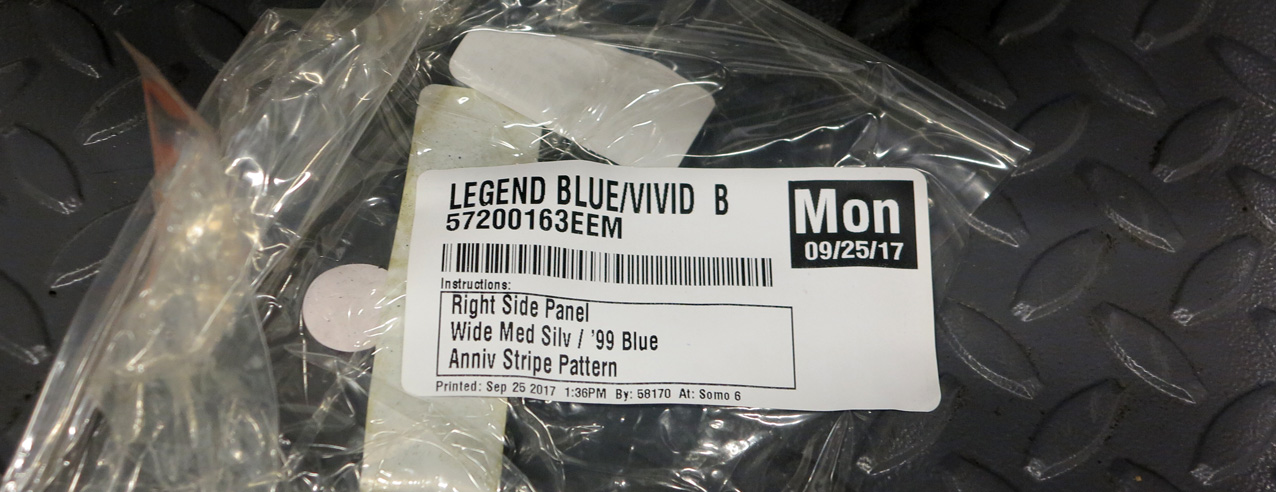 LEGEND BLUE/VIVID B
57200163EEM
Mon
09/25/17
Instructions:
Right Side Panel
Wide Med Silv / '99 Blue
Anniv Stripe Pattern
Printed: Sep 25 2017 1:36PM By: 58170 At: Somo 6